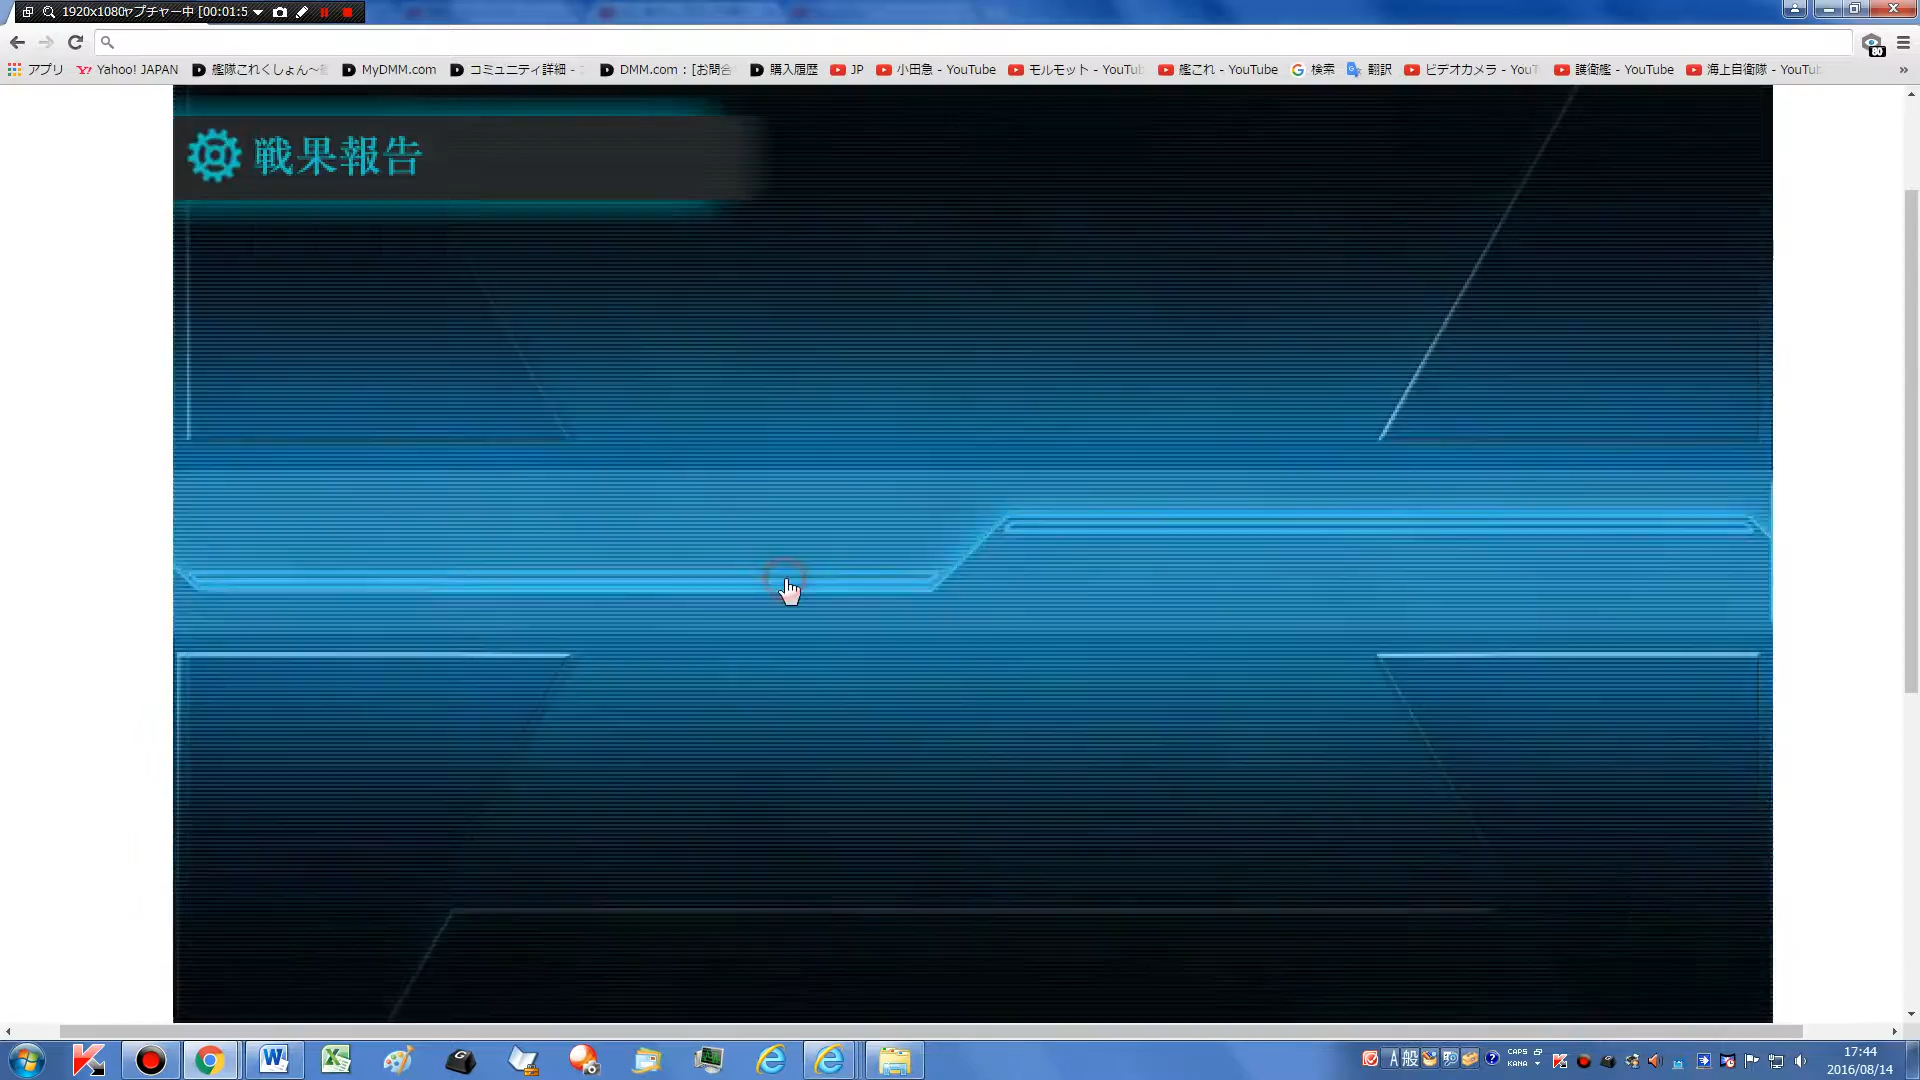 1920x1080ャプチャー中 [00:01:5
80
アプリ Yahoo! JAPAN 艦隊これくしょん～ MyDMM.com コミュニティ詳細 - DMM.com : [お問合 購入履歴 JP 小田急 - YouTube モルモット - YouTub 艦これ - YouTube 検索 翻訳 ビデオカメラ - YouT 護衛艦 - YouTube 海上自衛隊 - YouTub »
戦果報告
A 般 CAPS KANA
17:44
2016/08/14